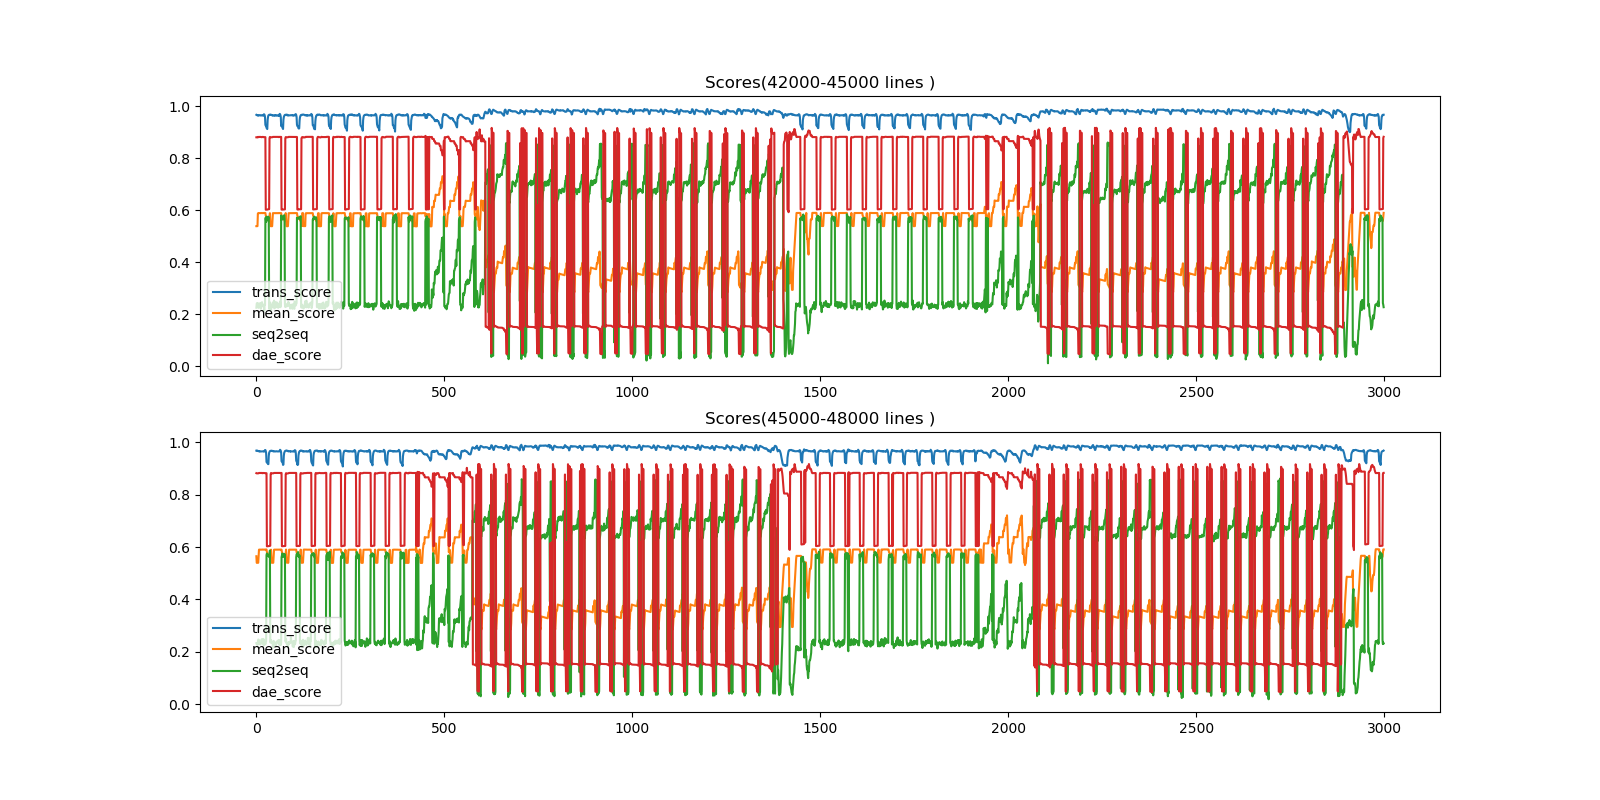 Scores(42000-45000 lines )
1.0
0.8
0.6
0.4
0.2
0.0
trans_score
mean_score
seq2seq
dae_score
0 500 1000 1500 2000 2500 3000
Scores(45000-48000 lines )
1.0
0.8
0.6
0.4
0.2
0.0
trans_score
mean_score
seq2seq
dae_score
0 500 1000 1500 2000 2500 3000